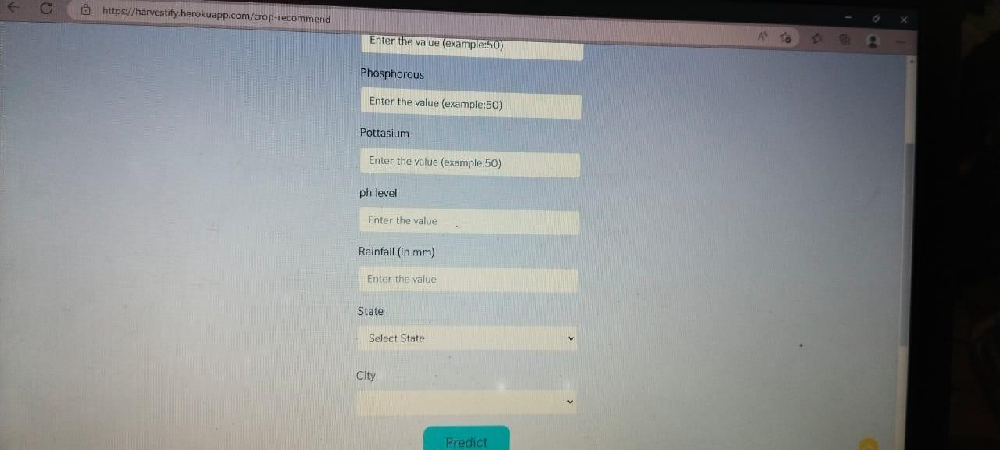 https://harvestify.herokuapp.com/crop-recommend
Enter the value (example:50)
Phosphorous
Enter the value (example:50)
Pottasium
Enter the value (example:50)
ph level
Enter the value
Rainfall (in mm)
Enter the value
State
Select State
City
Predict